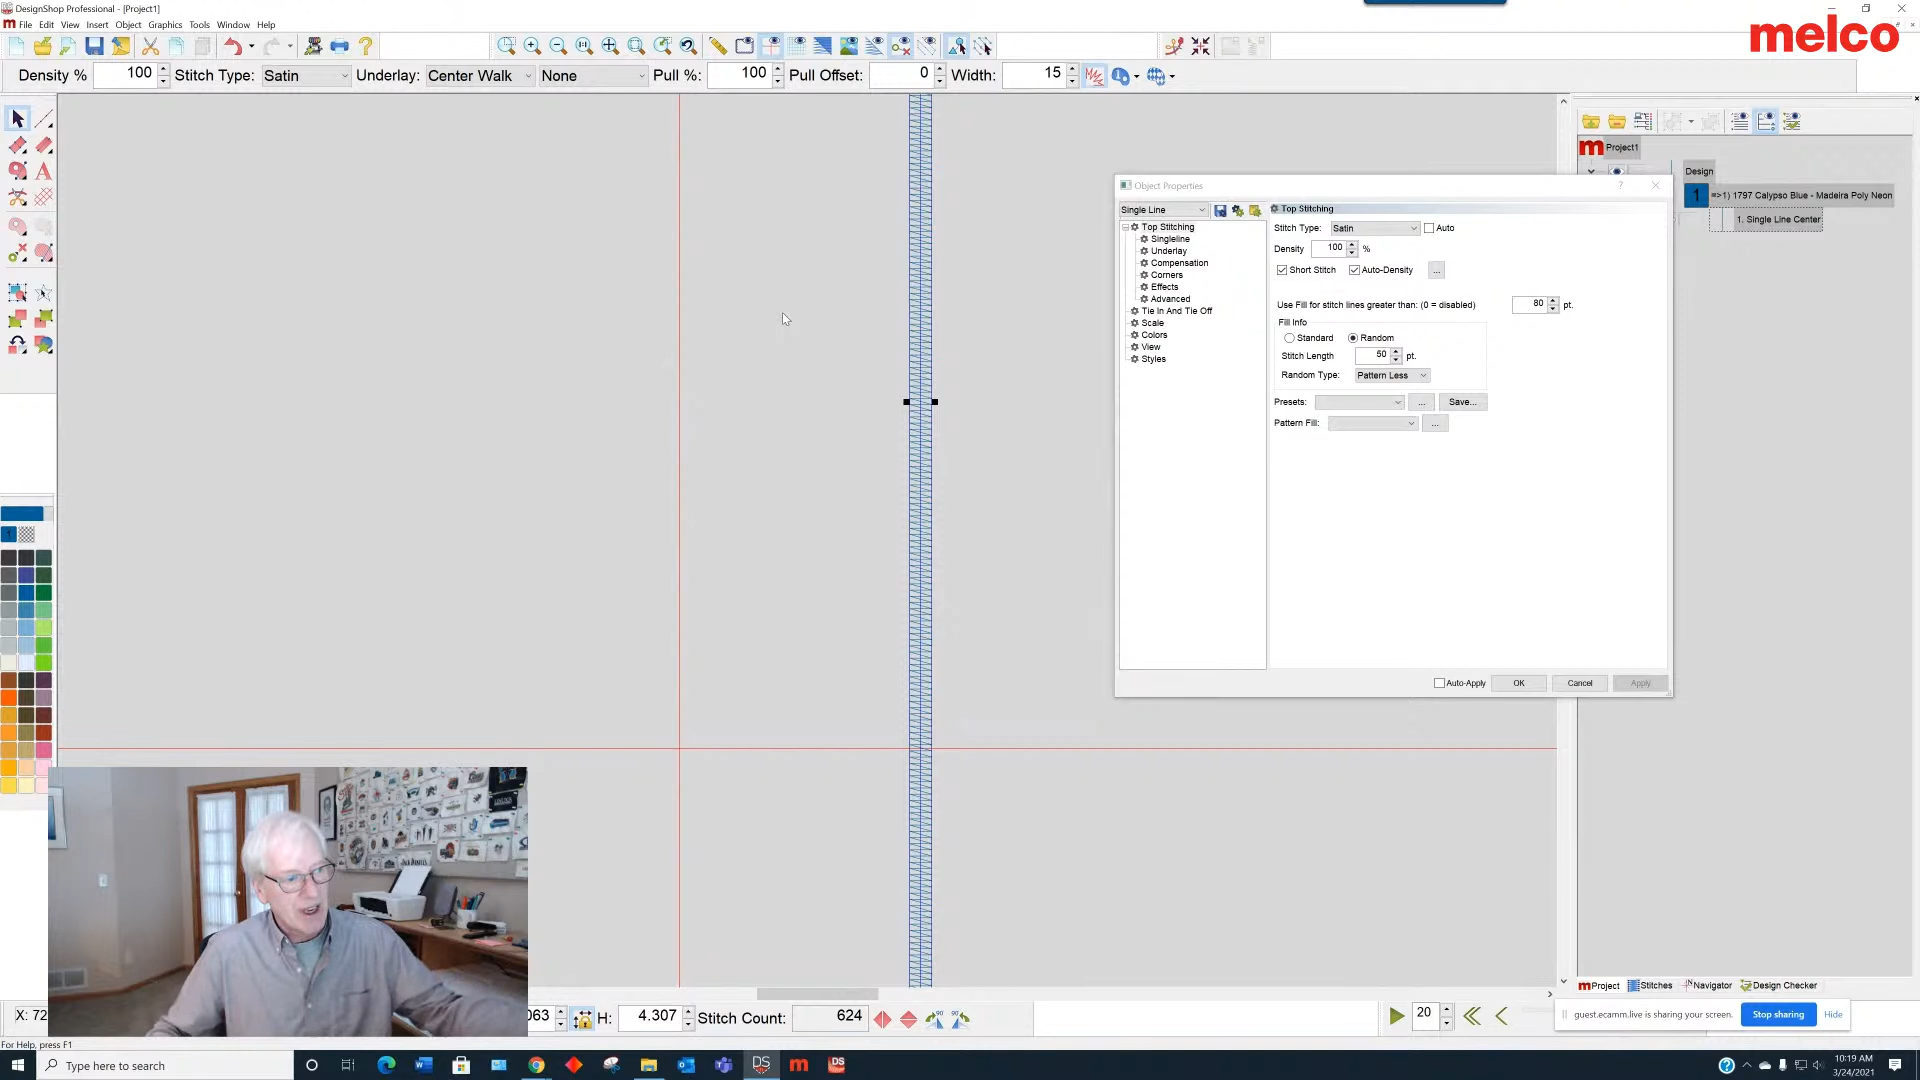 DesignShop Professional - [Project1]
File Edit View Insert Object Graphics Tools Window Help
melco
Density % 100 Stitch Type: Satin Underlay: Center Walk None Pull %: 100 Pull Offset: 0 Width: 15
Project1
Design
1 =>1) 1797 Calypso Blue - Madeira Poly Neon
1. Single Line Center
Object Properties
Single Line
Top Stitching
Singleline
Underlay
Compensation
Corners
Effects
Advanced
Tie In And Tie Off
Scale
Colors
View
Styles
Top Stitching
Stitch Type: Satin Auto
Density 100 %
Short Stitch Auto-Density ...
Use Fill for stitch lines greater than: (0 = disabled) 80 pt.
Fill Info
Standard Random
Stitch Length 50 pt.
Random Type: Pattern Less
Presets: ... Save...
Pattern Fill: ...
Auto-Apply OK Cancel Apply
1
Project Stitches Navigator Design Checker
X: 72 063 H: 4.307 Stitch Count: 624 90 90 20
guest.ecamm.live is sharing your screen. Stop sharing Hide
For Help, press F1
Type here to search
DS
m
DS
10:19 AM
3/24/2021